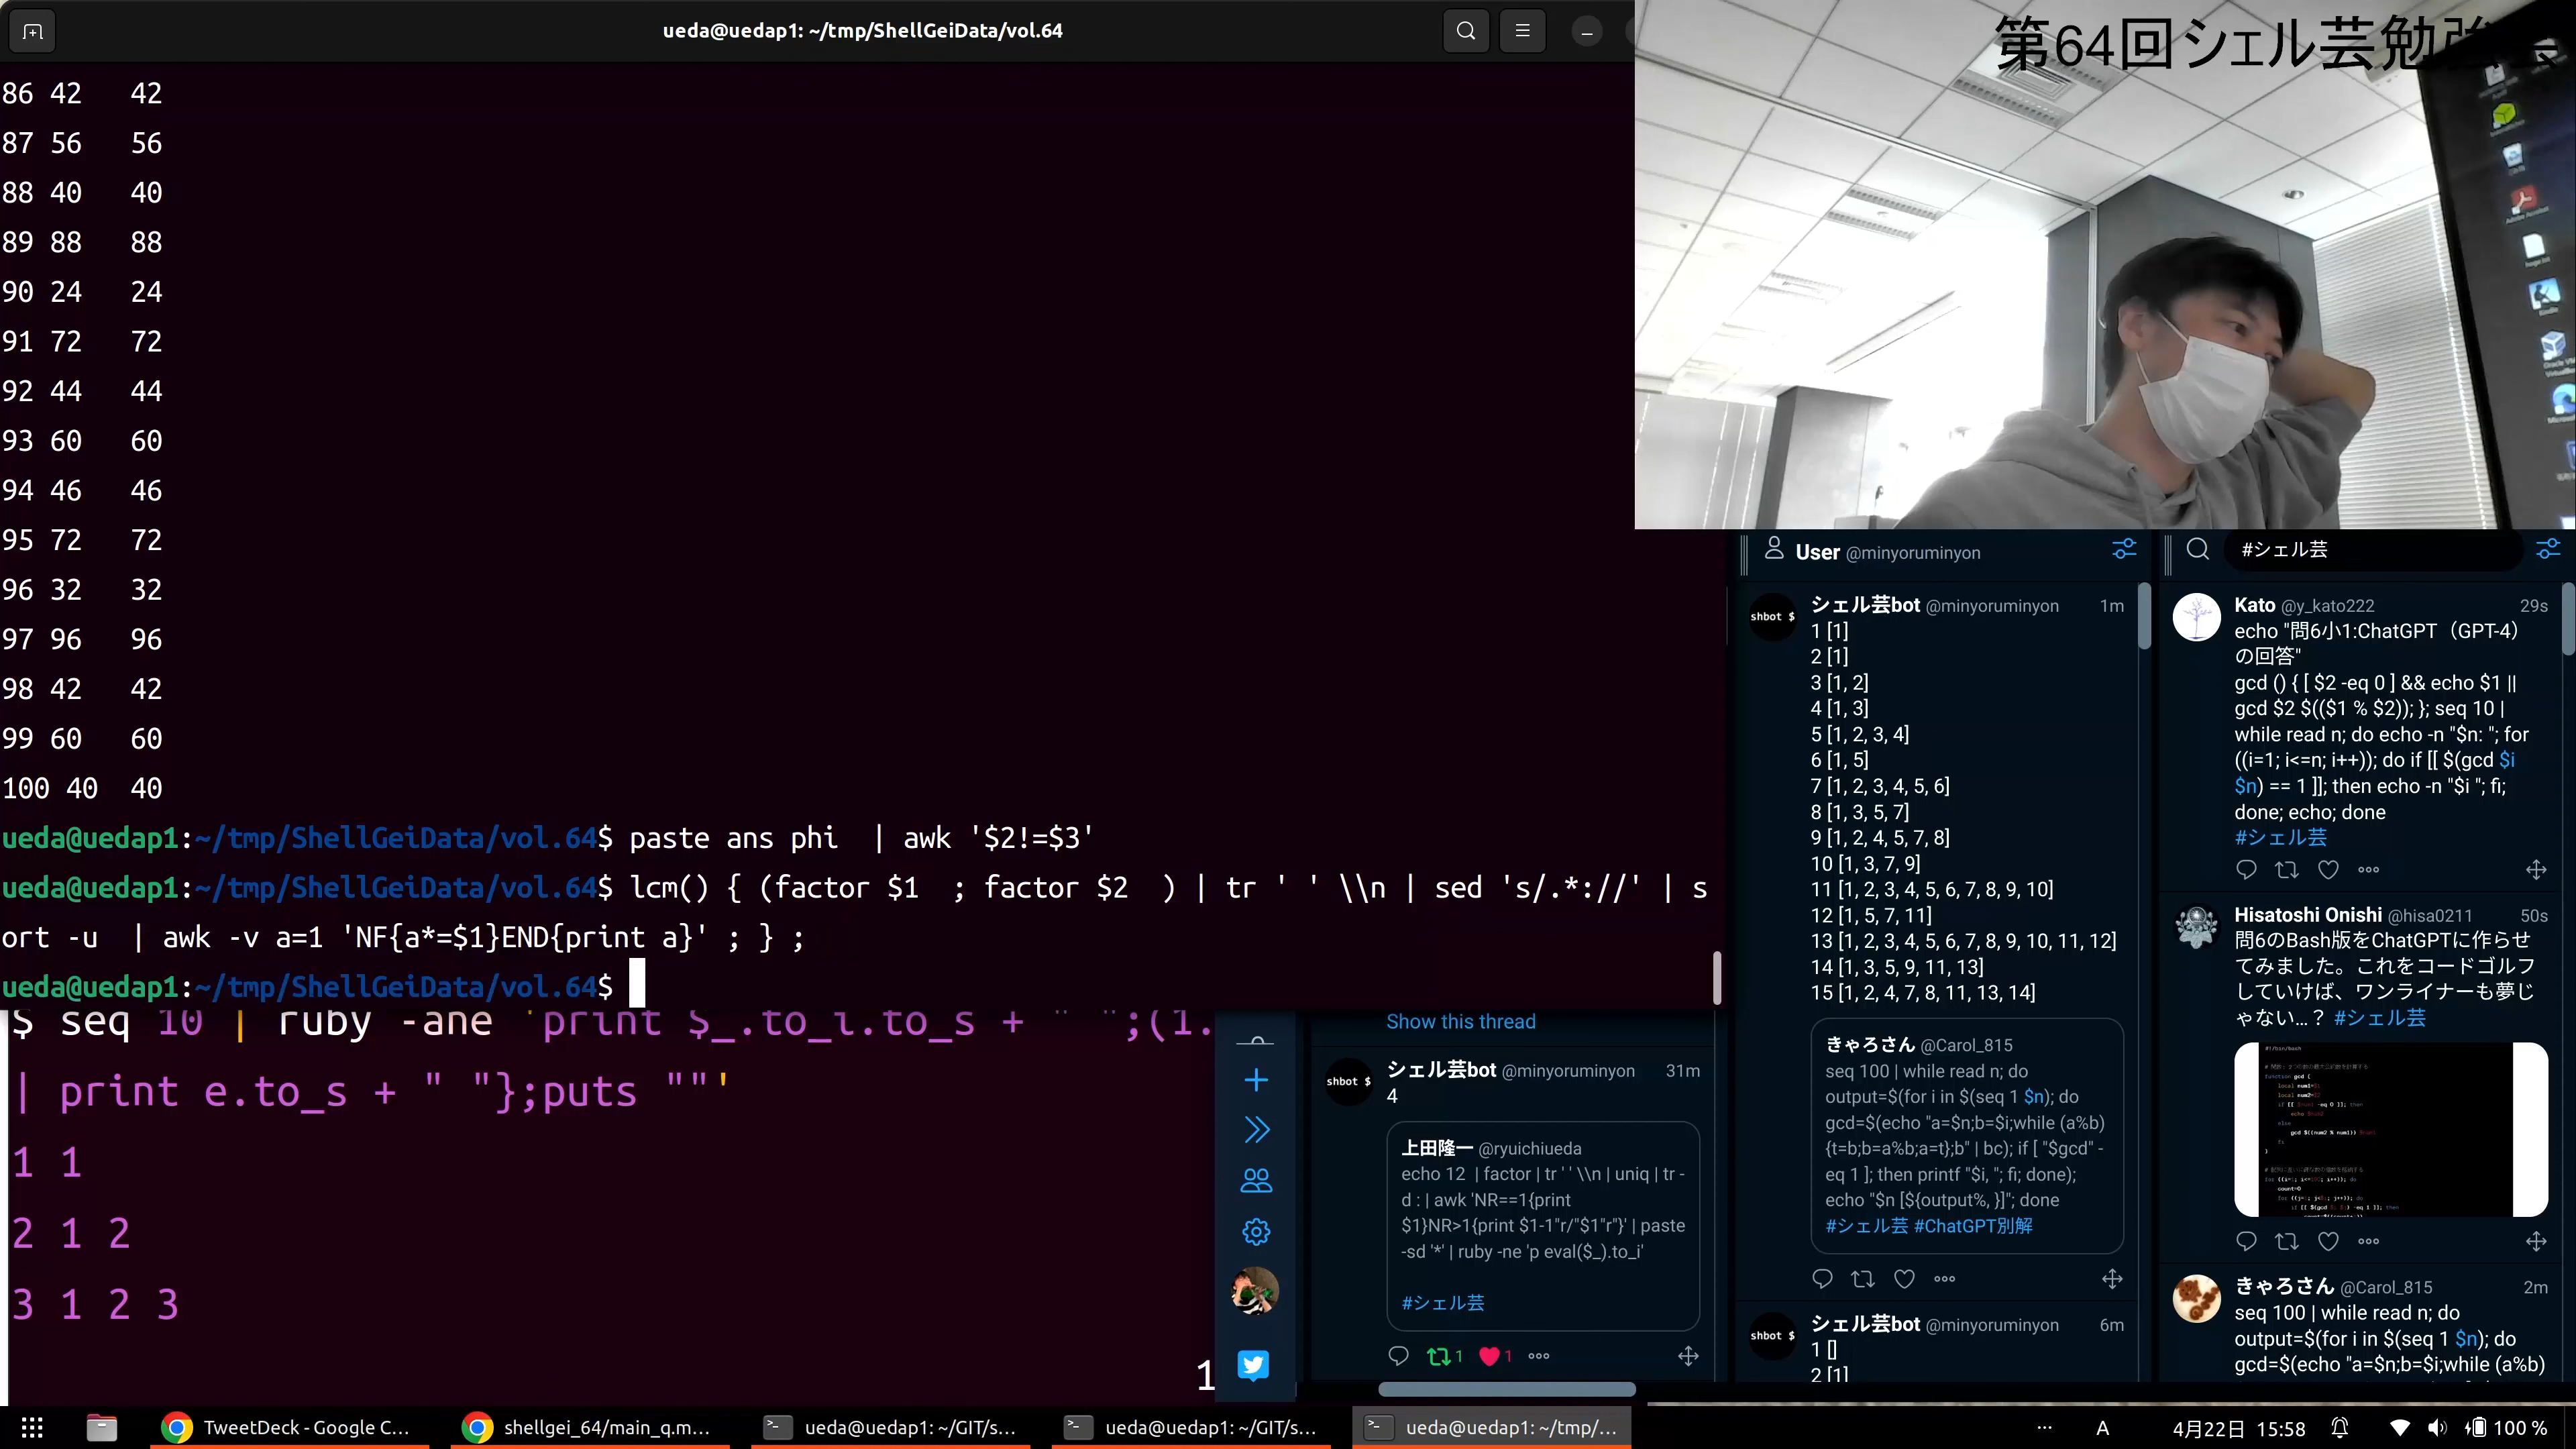 ueda@uedap1: ~/tmp/ShellGeiData/vol.64
86 42   42
87 56   56
88 40   40
89 88   88
90 24   24
91 72   72
92 44   44
93 60   60
94 46   46
95 72   72
96 32   32
97 96   96
98 42   42
99 60   60
100 40  40
ueda@uedap1:~/tmp/ShellGeiData/vol.64$ paste ans phi  | awk '$2!=$3'
ueda@uedap1:~/tmp/ShellGeiData/vol.64$ lcm() { (factor $1  ; factor $2  ) | tr ' ' \\n | sed 's/.*://' | s
ort -u  | awk -v a=1 'NF{a*=$1}END{print a}' ; } ;
ueda@uedap1:~/tmp/ShellGeiData/vol.64$
$ seq 10 | ruby -ane 'print $_.to_i.to_s + " ";(1.
| print e.to_s + " "};puts ""'
1 1
2 1 2
3 1 2 3
1
第64回シェル芸勉強会
Show this thread
シェル芸bot @minyoruminyon 31m
shbot $
4
上田隆一 @ryuichiueda
echo 12  | factor | tr ' ' \\n | uniq | tr -
d : | awk 'NR==1{print
$1}NR>1{print $1-1"r/"$1"r"}' | paste
-sd '*' | ruby -ne 'p eval($_).to_i'
#シェル芸
1 1
User @minyoruminyon
シェル芸bot @minyoruminyon 1m
shbot $
1 [1]
2 [1]
3 [1, 2]
4 [1, 3]
5 [1, 2, 3, 4]
6 [1, 5]
7 [1, 2, 3, 4, 5, 6]
8 [1, 3, 5, 7]
9 [1, 2, 4, 5, 7, 8]
10 [1, 3, 7, 9]
11 [1, 2, 3, 4, 5, 6, 7, 8, 9, 10]
12 [1, 5, 7, 11]
13 [1, 2, 3, 4, 5, 6, 7, 8, 9, 10, 11, 12]
14 [1, 3, 5, 9, 11, 13]
15 [1, 2, 4, 7, 8, 11, 13, 14]
きゃろさん @Carol_815
seq 100 | while read n; do
output=$(for i in $(seq 1 $n); do
gcd=$(echo "a=$n;b=$i;while (a%b)
{t=b;b=a%b;a=t};b" | bc); if [ "$gcd" -
eq 1 ]; then printf "$i, "; fi; done);
echo "$n [${output%, }]"; done
#シェル芸 #ChatGPT別解
シェル芸bot @minyoruminyon 6m
shbot $
1 []
2 [1]
#シェル芸
Kato @y_kato222 29s
echo "問6小1:ChatGPT（GPT-4）
の回答"
gcd () { [ $2 -eq 0 ] && echo $1 ||
gcd $2 $(($1 % $2)); }; seq 10 |
while read n; do echo -n "$n: "; for
((i=1; i<=n; i++)); do if [[ $(gcd $i
$n) == 1 ]]; then echo -n "$i "; fi;
done; echo; done
#シェル芸
Hisatoshi Onishi @hisa0211 50s
問6のBash版をChatGPTに作らせ
てみました。これをコードゴルフ
していけば、ワンライナーも夢じ
ゃない…？ #シェル芸
きゃろさん @Carol_815 2m
seq 100 | while read n; do
output=$(for i in $(seq 1 $n); do
gcd=$(echo "a=$n;b=$i;while (a%b)
TweetDeck - Google C...
shellgei_64/main_q.m...
ueda@uedap1: ~/GIT/s...
ueda@uedap1: ~/GIT/s...
ueda@uedap1: ~/tmp/...
A
4月22日 15:58
100 %